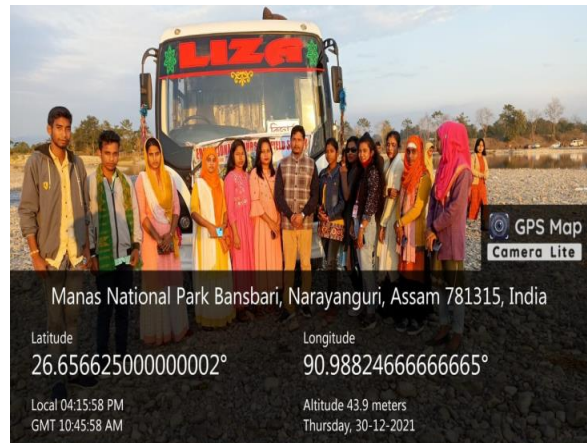 LIZA
FIELD
GPS Map
Camera Lite
Manas National Park Bansbari, Narayanguri, Assam 781315, India
Latitude
26.656625000000002°
Longitude
90.98824666666665°
Local 04:15:58 PM
GMT 10:45:58 AM
Altitude 43.9 meters
Thursday, 30-12-2021